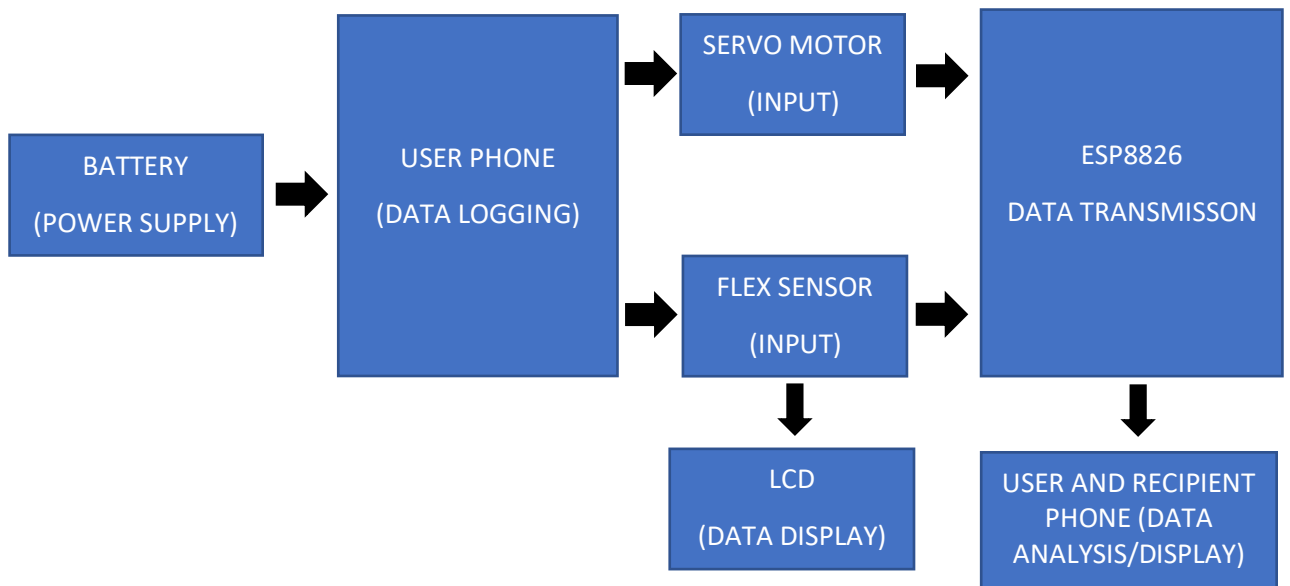 BATTERY
(POWER SUPPLY)
USER PHONE
(DATA LOGGING)
SERVO MOTOR
(INPUT)
FLEX SENSOR
(INPUT)
LCD
(DATA DISPLAY)
ESP8826
DATA TRANSMISSON
USER AND RECIPIENT
PHONE (DATA
ANALYSIS/DISPLAY)